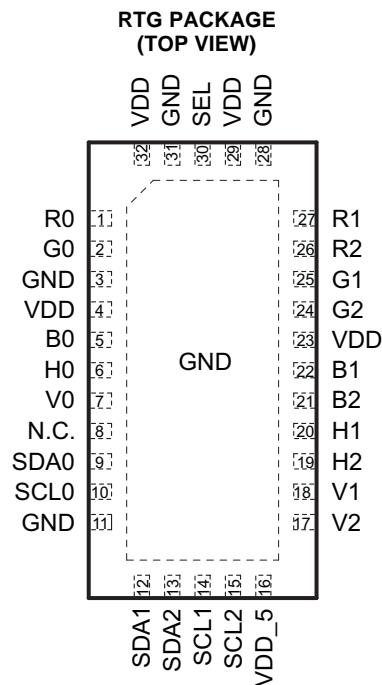 RTG PACKAGE
(TOP VIEW)
VDD GND SEL VDD GND
32 31 30 29 28
R0 1 27 R1
G0 2 26 R2
GND 3 25 G1
VDD 4 24 G2
B0 5 23 VDD
GND
H0 6 22 B1
V0 7 21 B2
N.C. 8 20 H1
SDA0 9 19 H2
SCL0 10 18 V1
GND 11 17 V2
12 13 14 15 16
SDA1 SDA2 SCL1 SCL2 VDD_5